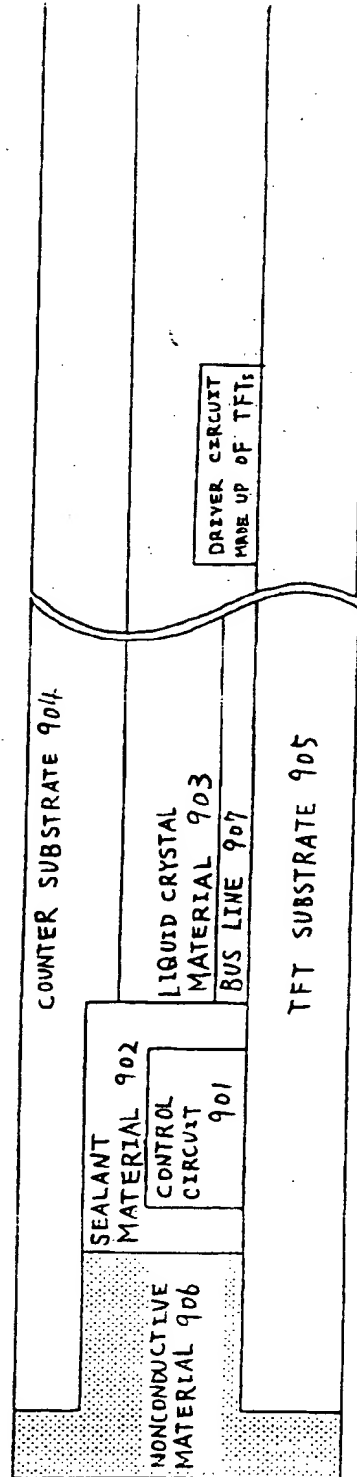 COUNTER SUBSTRATE 904
SEALANT
MATERIAL 902
CONTROL
CIRCUIT
901
LIQUID CRYSTAL
MATERIAL 903
BUS LINE 907
DRIVER CIRCUIT
MADE UP OF TFTs
NONCONDUCTIVE
MATERIAL 906
TFT SUBSTRATE 905